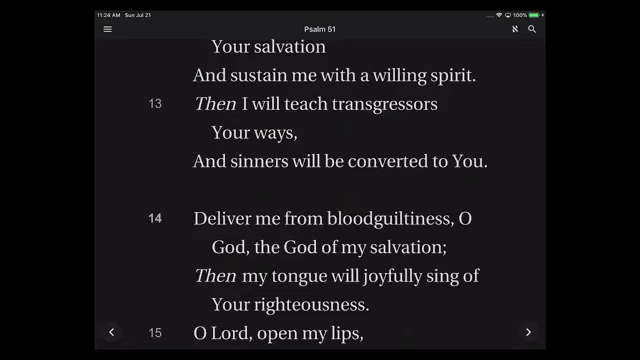 11:24 AM Sun Jul 21
100%
Psalm 51
Your salvation
And sustain me with a willing spirit.
13 Then I will teach transgressors
Your ways,
And sinners will be converted to You.
14 Deliver me from bloodguiltiness, O
God, the God of my salvation;
Then my tongue will joyfully sing of
Your righteousness.
15 O Lord, open my lips,